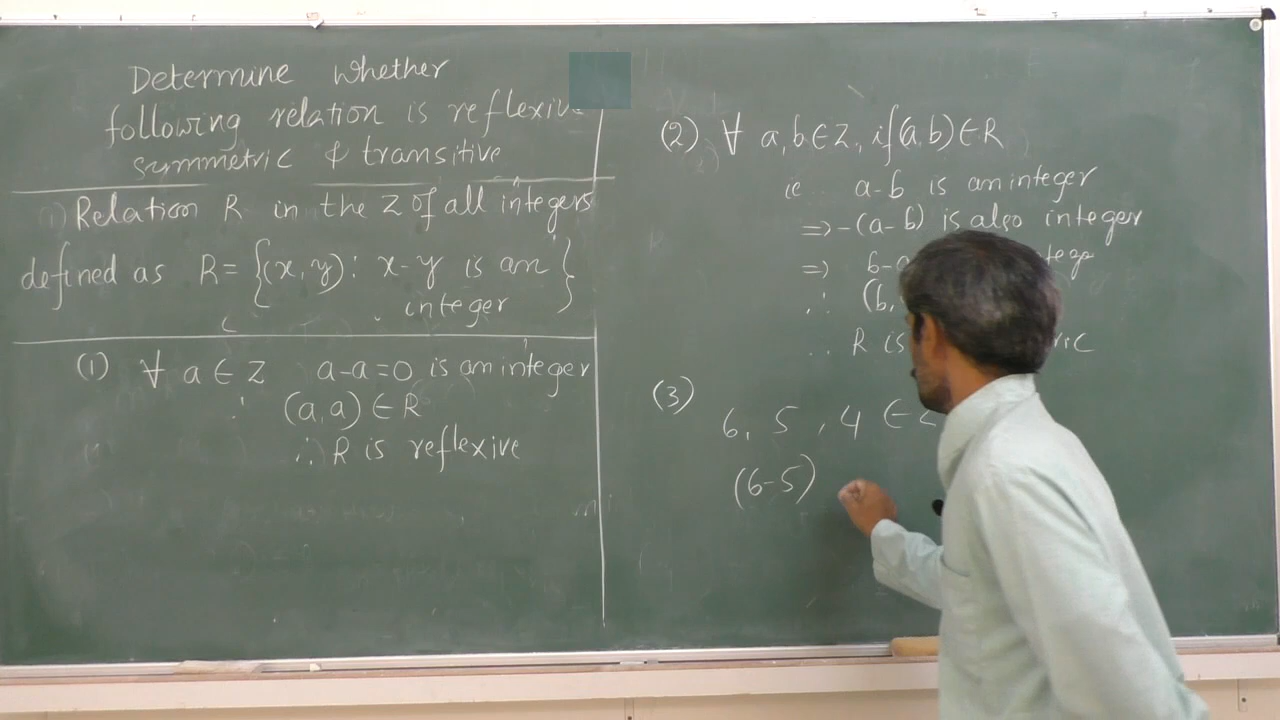 Determine whether
following relation is reflexive
symmetric & transitive
(i) Relation R in the Z of all integers
defined as R = {(x, y) : x-y is an
integer }
(1) ∀ a ∈ Z a-a=0 is an integer
∴ (a, a) ∈ R
∴ R is reflexive
(2) ∀ a, b ∈ Z, if (a, b) ∈ R
ie a-b is an integer
⇒ -(a-b) is also integer
⇒ b-
∴ (b,
∴ R is
(3)
6, 5, 4 ∈ Z
(6-5)